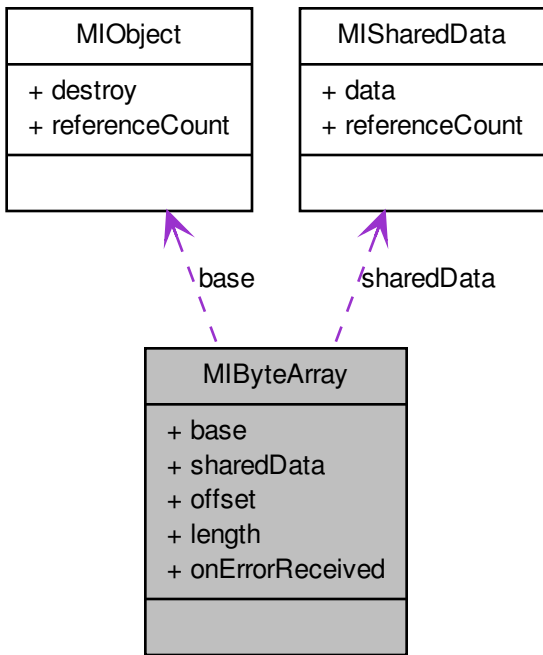 MIObject
+ destroy
+ referenceCount
MISharedData
+ data
+ referenceCount
base
sharedData
MIByteArray
+ base
+ sharedData
+ offset
+ length
+ onErrorReceived